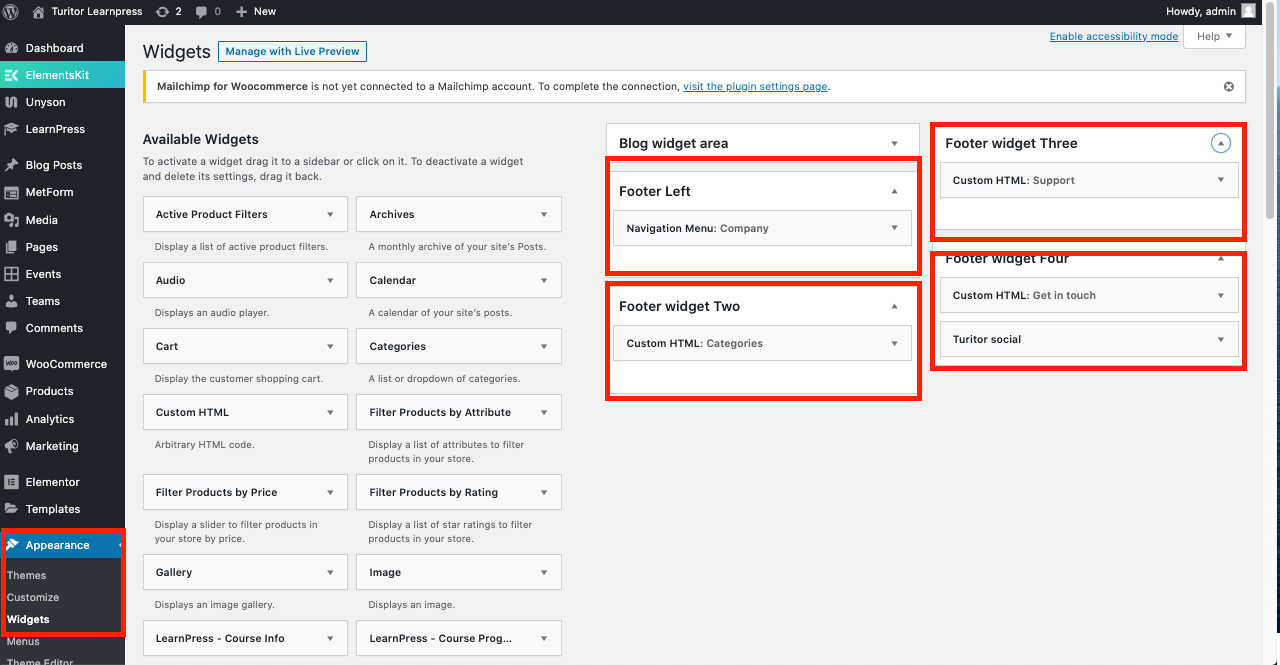 Turitor Learnpress
2
0
New
Howdy, admin
Dashboard
ElementsKit
Unyson
LearnPress
Blog Posts
MetForm
Media
Pages
Events
Teams
Comments
WooCommerce
Products
Analytics
Marketing
Elementor
Templates
Appearance
Themes
Customize
Widgets
Menus
Theme Editor
Widgets
Manage with Live Preview
Enable accessibility mode
Help
Mailchimp for Woocommerce is not yet connected to a Mailchimp account. To complete the connection, visit the plugin settings page.
Available Widgets
To activate a widget drag it to a sidebar or click on it. To deactivate a widget
and delete its settings, drag it back.
Active Product Filters
Display a list of active product filters.
Archives
A monthly archive of your site's Posts.
Audio
Displays an audio player.
Calendar
A calendar of your site's posts.
Cart
Display the customer shopping cart.
Categories
A list or dropdown of categories.
Custom HTML
Arbitrary HTML code.
Filter Products by Attribute
Display a list of attributes to filter
products in your store.
Filter Products by Price
Display a slider to filter products in
your store by price.
Filter Products by Rating
Display a list of star ratings to filter
products in your store.
Gallery
Displays an image gallery.
Image
Displays an image.
LearnPress - Course Info
LearnPress - Course Prog...
Blog widget area
Footer Left
Navigation Menu: Company
Footer widget Two
Custom HTML: Categories
Footer widget Three
Custom HTML: Support
Footer widget Four
Custom HTML: Get in touch
Turitor social